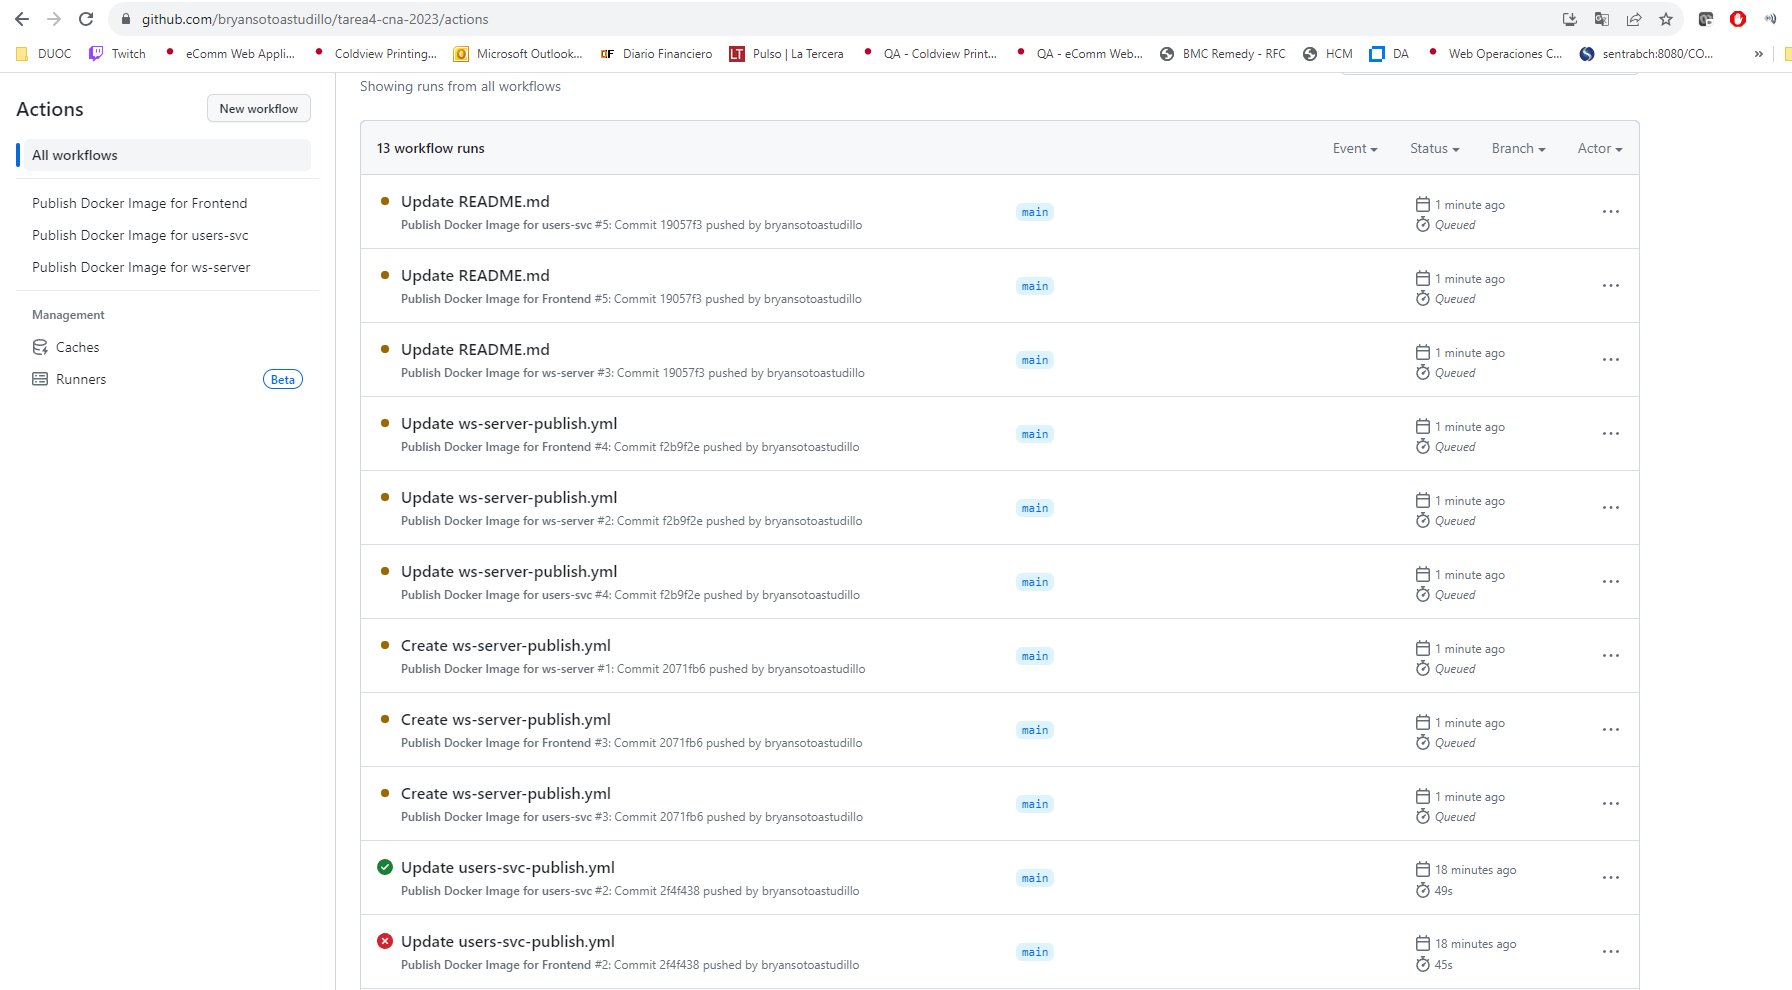 github.com/bryansotoastudillo/tarea4-cna-2023/actions
DUOC Twitch eComm Web Appli... Coldview Printing... Microsoft Outlook... DF Diario Financiero LT Pulso | La Tercera QA - Coldview Print... QA - eComm Web... BMC Remedy - RFC HCM DA Web Operaciones C... sentrabch:8080/CO... »
Actions
New workflow
All workflows
Publish Docker Image for Frontend
Publish Docker Image for users-svc
Publish Docker Image for ws-server
Management
Caches
Runners Beta
Showing runs from all workflows
13 workflow runs Event Status Branch Actor
Update README.md
Publish Docker Image for users-svc #5: Commit 19057f3 pushed by bryansotoastudillo
main
1 minute ago
Queued
Update README.md
Publish Docker Image for Frontend #5: Commit 19057f3 pushed by bryansotoastudillo
main
1 minute ago
Queued
Update README.md
Publish Docker Image for ws-server #3: Commit 19057f3 pushed by bryansotoastudillo
main
1 minute ago
Queued
Update ws-server-publish.yml
Publish Docker Image for Frontend #4: Commit f2b9f2e pushed by bryansotoastudillo
main
1 minute ago
Queued
Update ws-server-publish.yml
Publish Docker Image for ws-server #2: Commit f2b9f2e pushed by bryansotoastudillo
main
1 minute ago
Queued
Update ws-server-publish.yml
Publish Docker Image for users-svc #4: Commit f2b9f2e pushed by bryansotoastudillo
main
1 minute ago
Queued
Create ws-server-publish.yml
Publish Docker Image for ws-server #1: Commit 2071fb6 pushed by bryansotoastudillo
main
1 minute ago
Queued
Create ws-server-publish.yml
Publish Docker Image for Frontend #3: Commit 2071fb6 pushed by bryansotoastudillo
main
1 minute ago
Queued
Create ws-server-publish.yml
Publish Docker Image for users-svc #3: Commit 2071fb6 pushed by bryansotoastudillo
main
1 minute ago
Queued
Update users-svc-publish.yml
Publish Docker Image for users-svc #2: Commit 2f4f438 pushed by bryansotoastudillo
main
18 minutes ago
49s
Update users-svc-publish.yml
Publish Docker Image for Frontend #2: Commit 2f4f438 pushed by bryansotoastudillo
main
18 minutes ago
45s